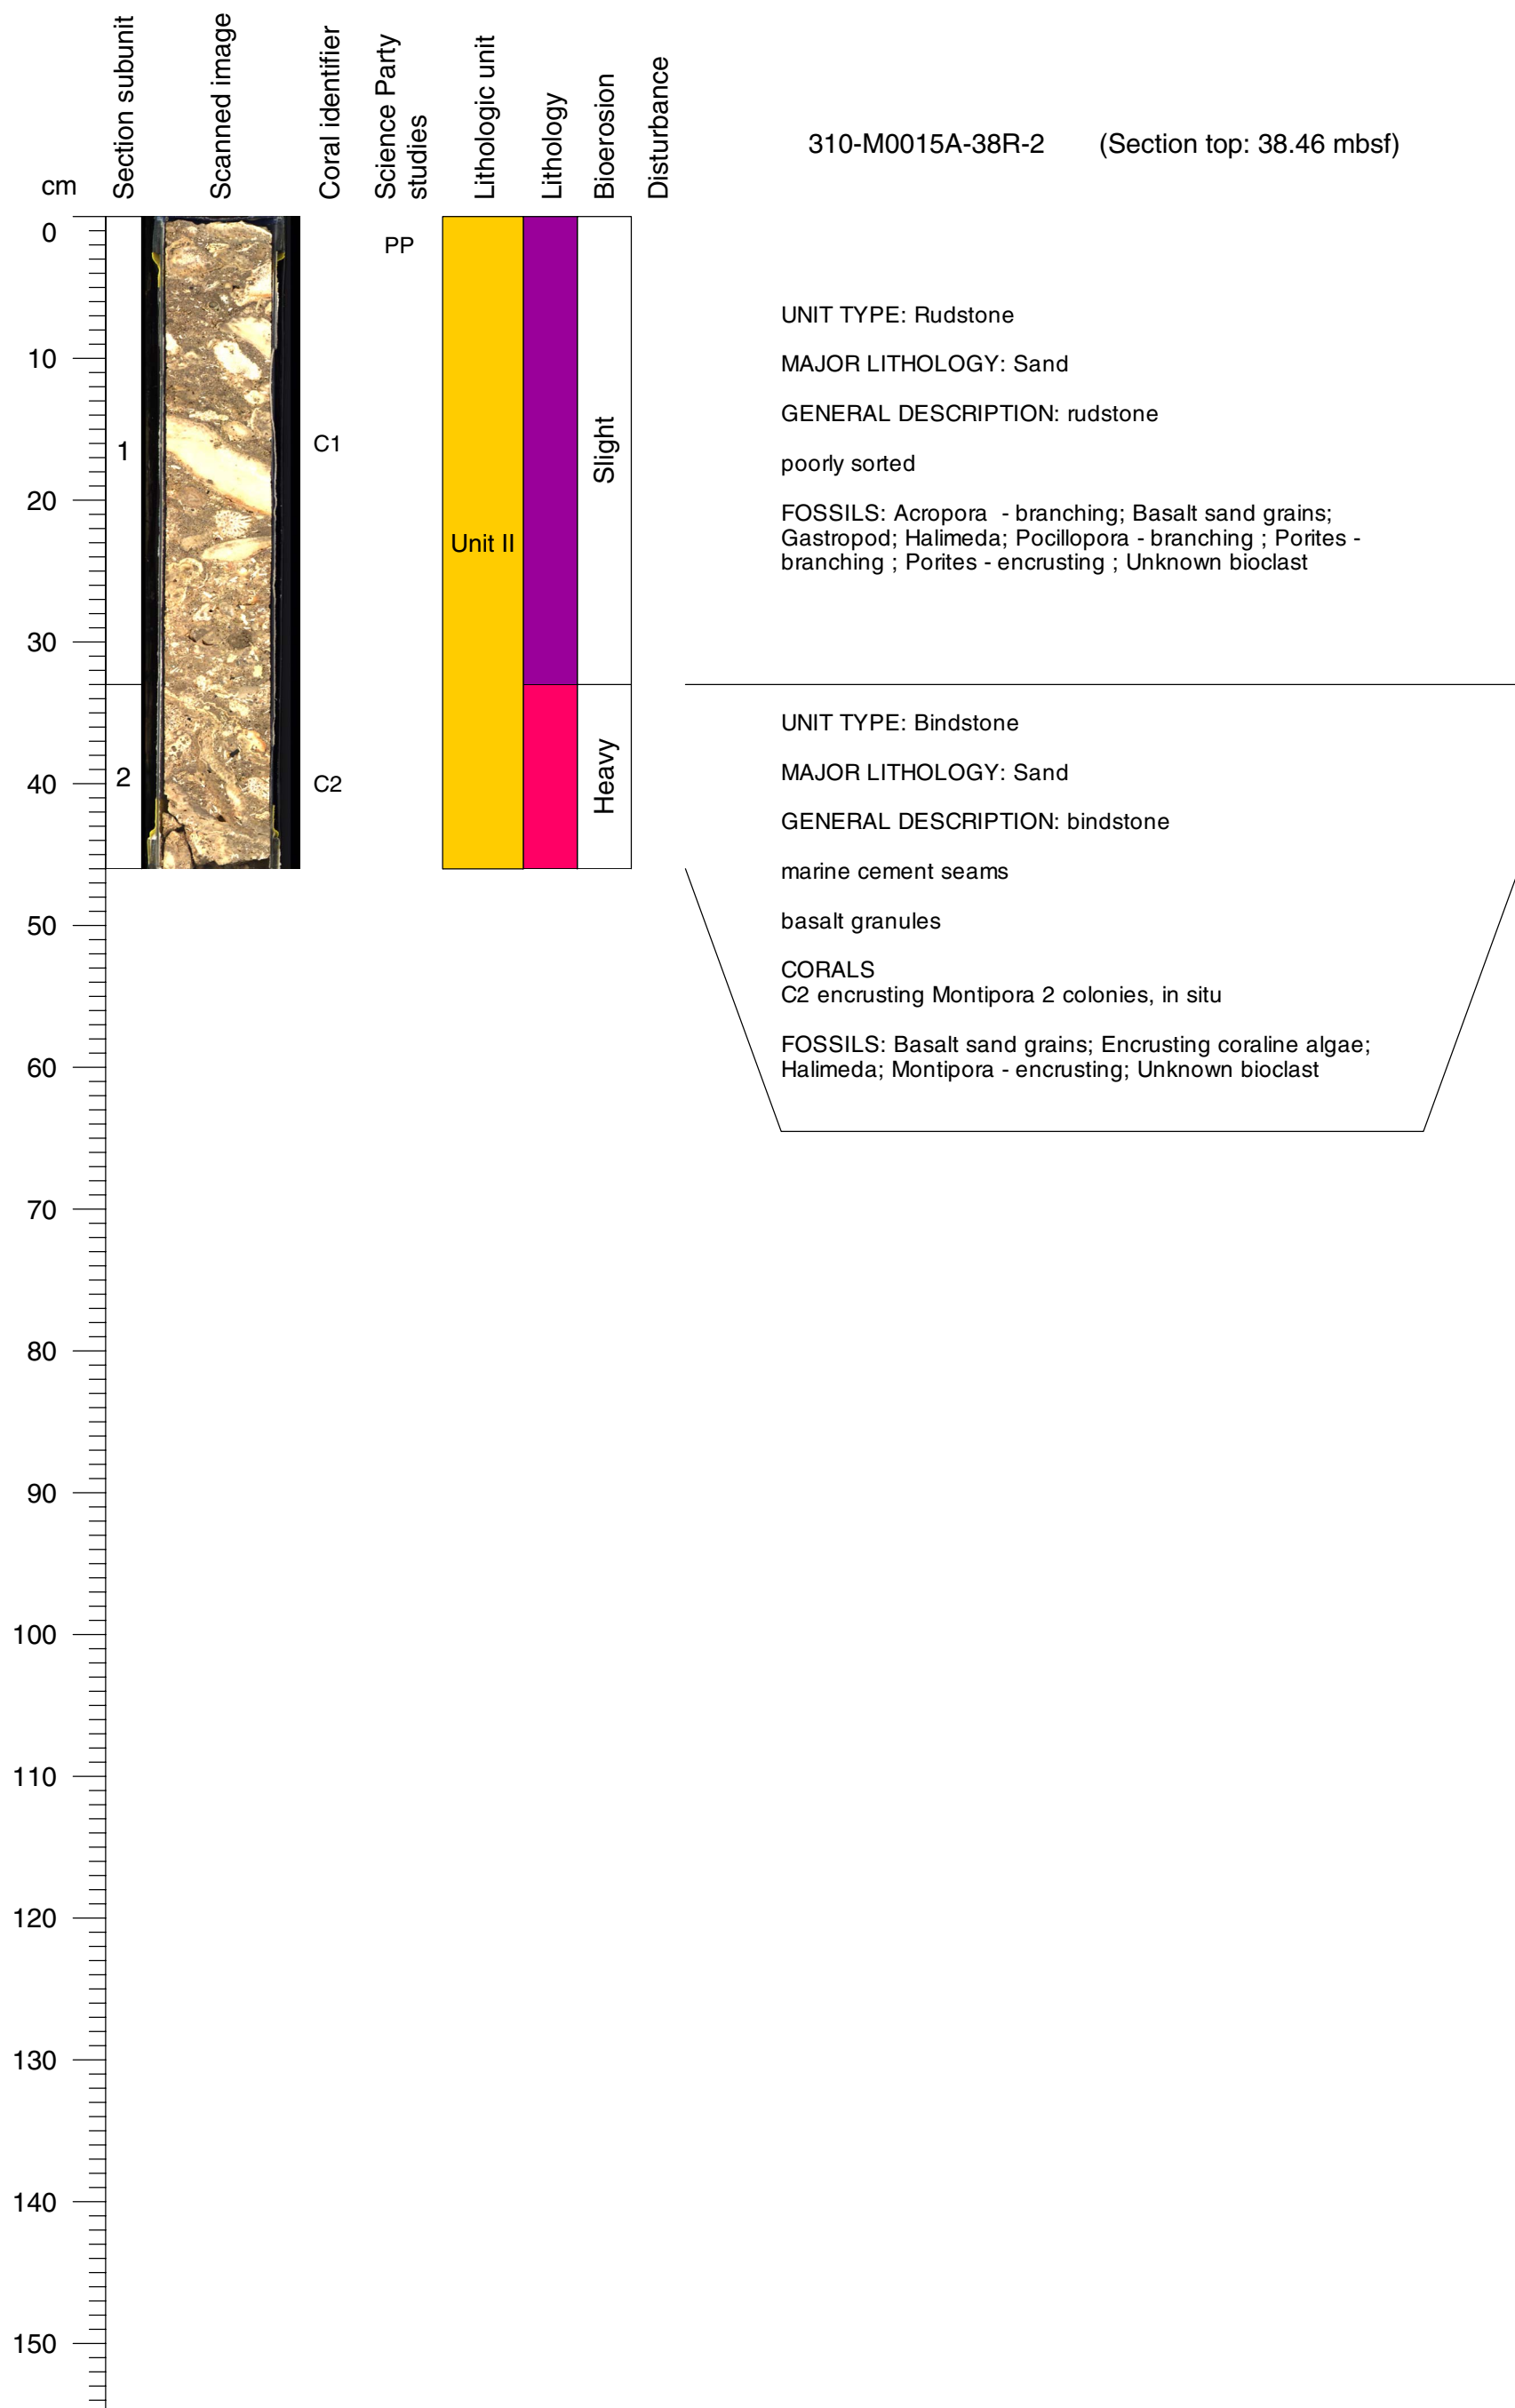 cm
Section subunit
Scanned image
Coral identifier
Science Party
studies
Lithologic unit
Lithology
Bioerosion
Disturbance
310-M0015A-38R-2 (Section top: 38.46 mbsf)
0
10
20
30
40
50
60
70
80
90
100
110
120
130
140
150
1
2
C1
C2
PP
Unit II
Slight
Heavy
UNIT TYPE: Rudstone
MAJOR LITHOLOGY: Sand
GENERAL DESCRIPTION: rudstone
poorly sorted
FOSSILS: Acropora - branching; Basalt sand grains;
Gastropod; Halimeda; Pocillopora - branching ; Porites -
branching ; Porites - encrusting ; Unknown bioclast
UNIT TYPE: Bindstone
MAJOR LITHOLOGY: Sand
GENERAL DESCRIPTION: bindstone
marine cement seams
basalt granules
CORALS
C2 encrusting Montipora 2 colonies, in situ
FOSSILS: Basalt sand grains; Encrusting coraline algae;
Halimeda; Montipora - encrusting; Unknown bioclast